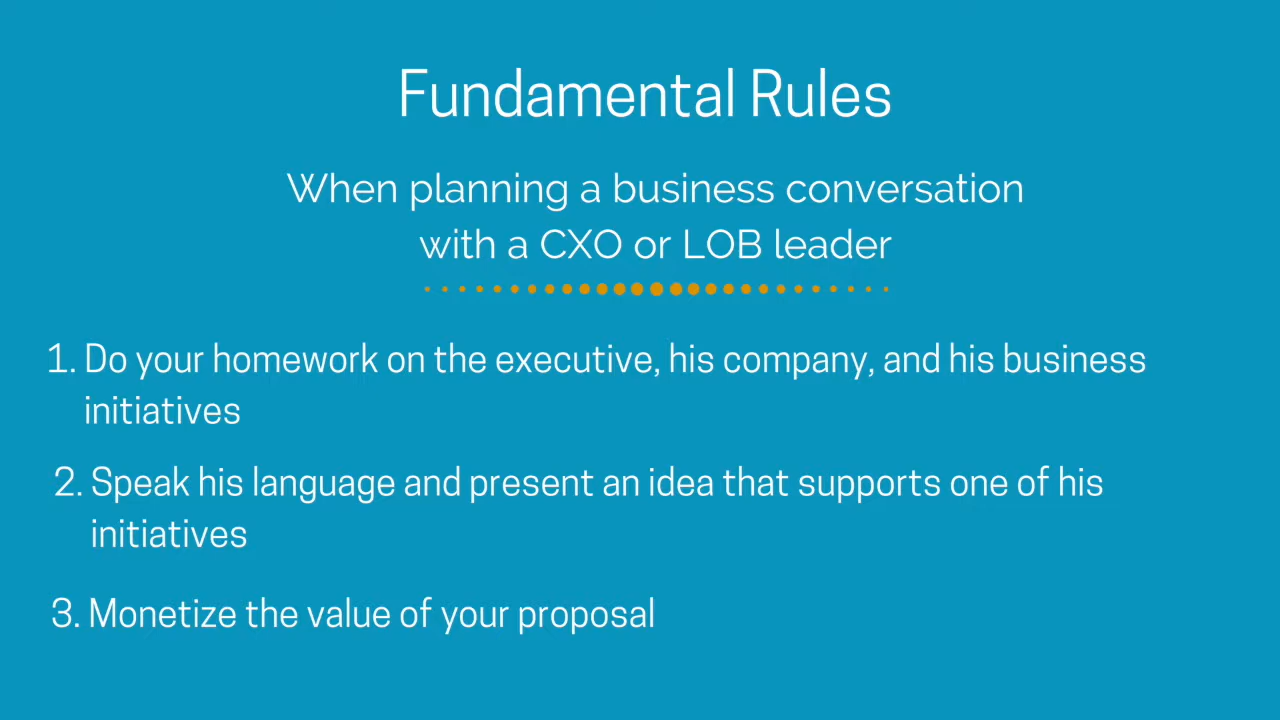 Fundamental Rules
When planning a business conversation
with a CXO or LOB leader
1. Do your homework on the executive, his company, and his business
initiatives
2. Speak his language and present an idea that supports one of his
initiatives
3. Monetize the value of your proposal